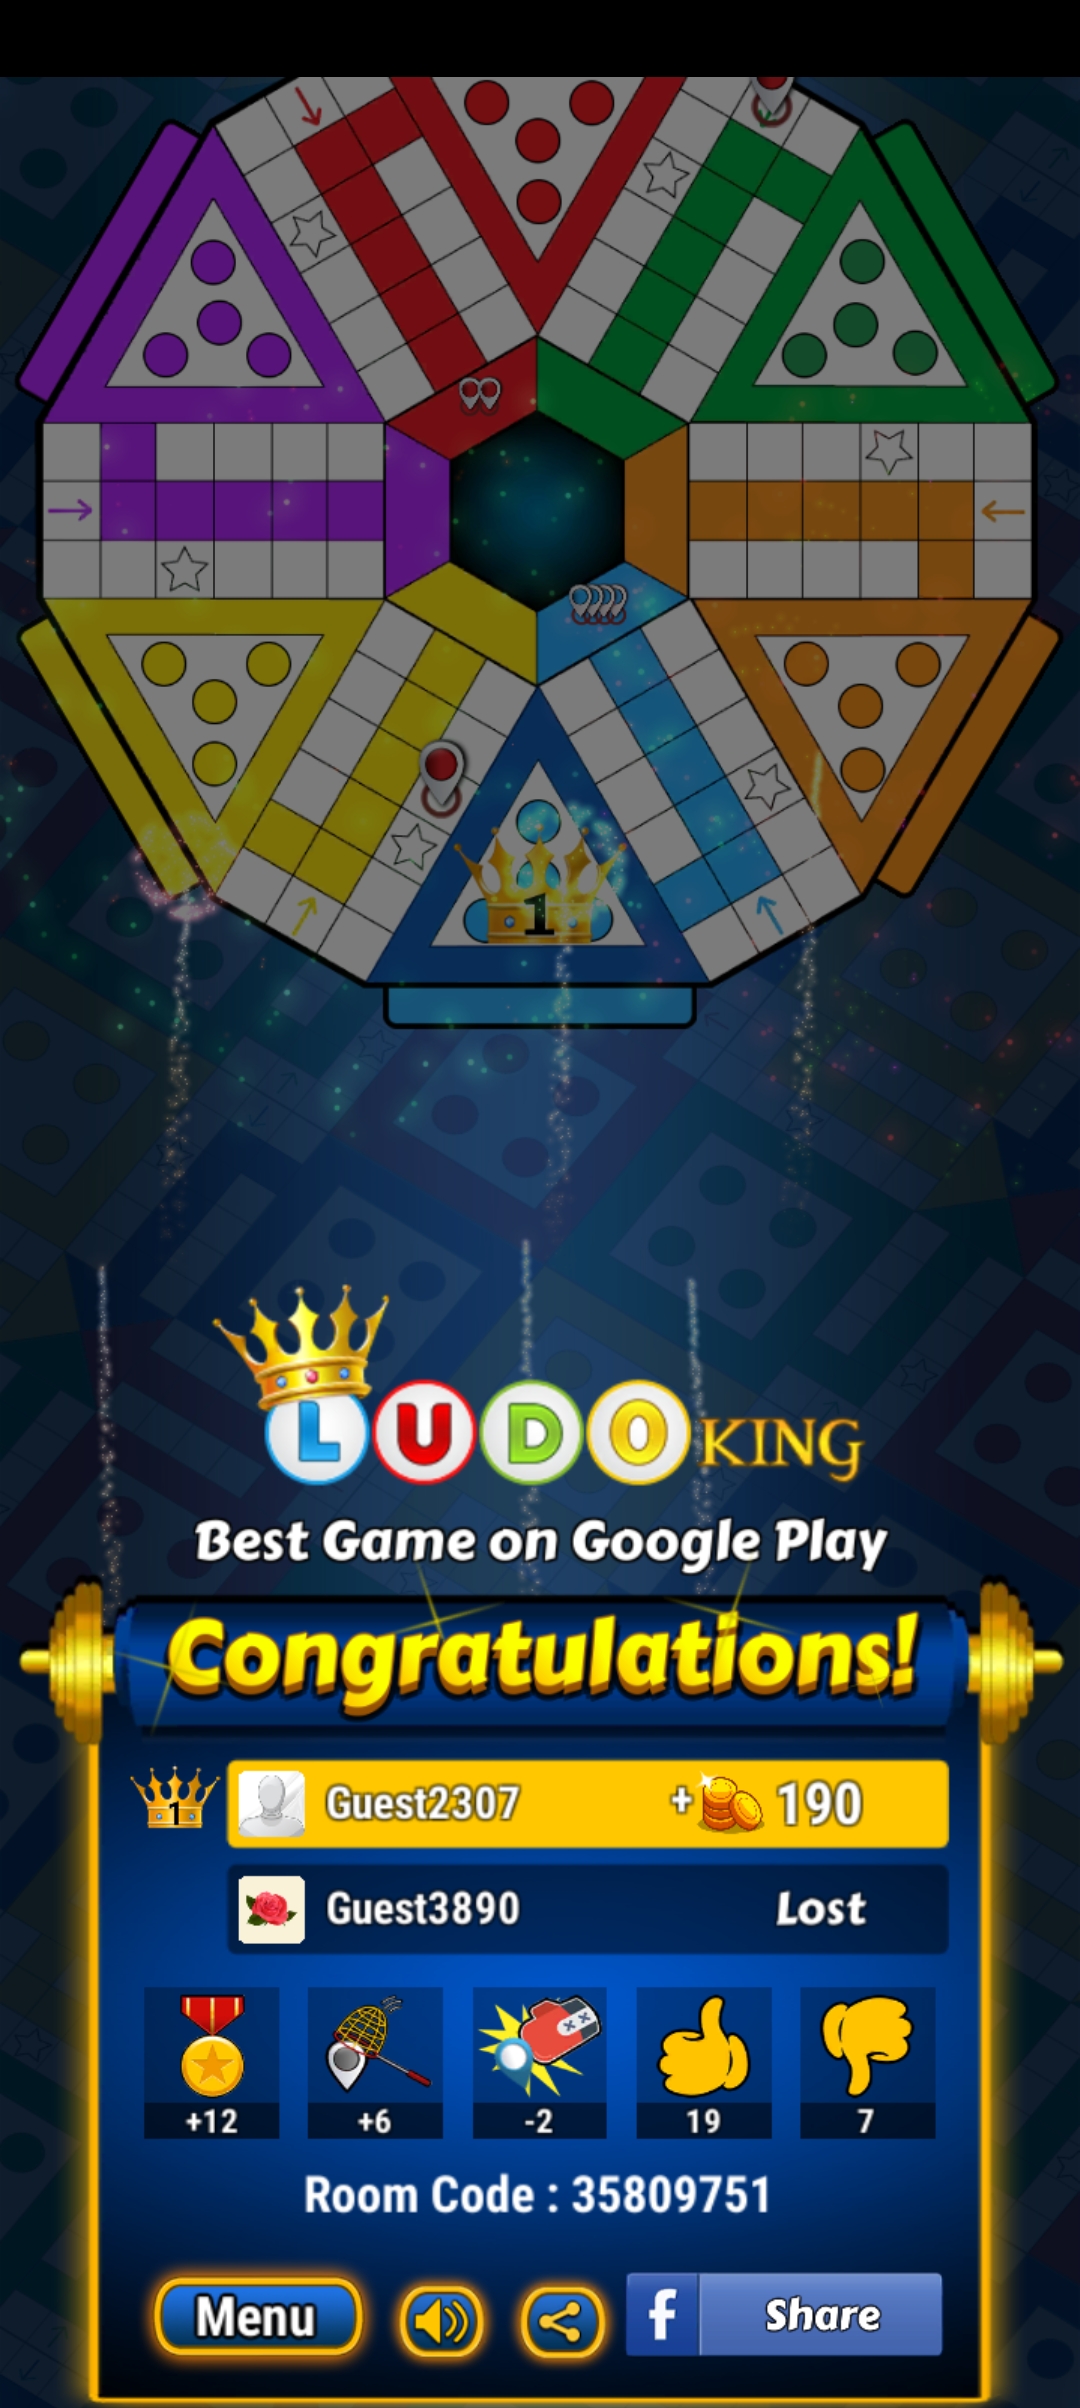 1
LUDO KING
Best Game on Google Play
Congratulations!
1 Guest2307 + 190
Guest3890 Lost
+12 +6 -2 19 7
Room Code : 35809751
Menu f Share